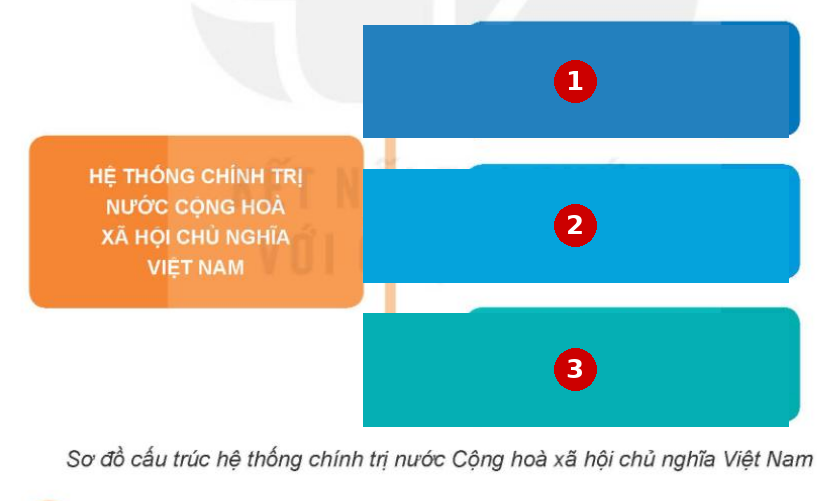 1
HỆ THỐNG CHÍNH TRỊ
NƯỚC CỘNG HOÀ
XÃ HỘI CHỦ NGHĨA
VIỆT NAM
2
3
Sơ đồ cấu trúc hệ thống chính trị nước Cộng hoà xã hội chủ nghĩa Việt Nam